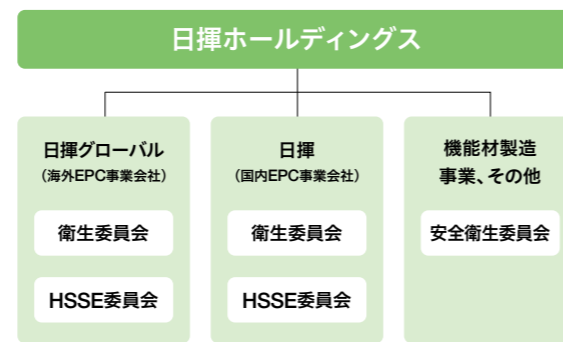 日揮ホールディングス
日揮グローバル
（海外EPC事業会社）
衛生委員会
HSSE委員会
日揮
（国内EPC事業会社）
衛生委員会
HSSE委員会
機能材製造
事業、その他
安全衛生委員会